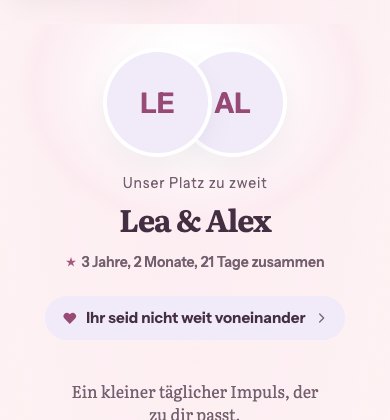 LE AL
Unser Platz zu zweit
Lea & Alex
★ 3 Jahre, 2 Monate, 21 Tage zusammen
♥ Ihr seid nicht weit voneinander >
Ein kleiner täglicher Impuls, der
zu dir passt.